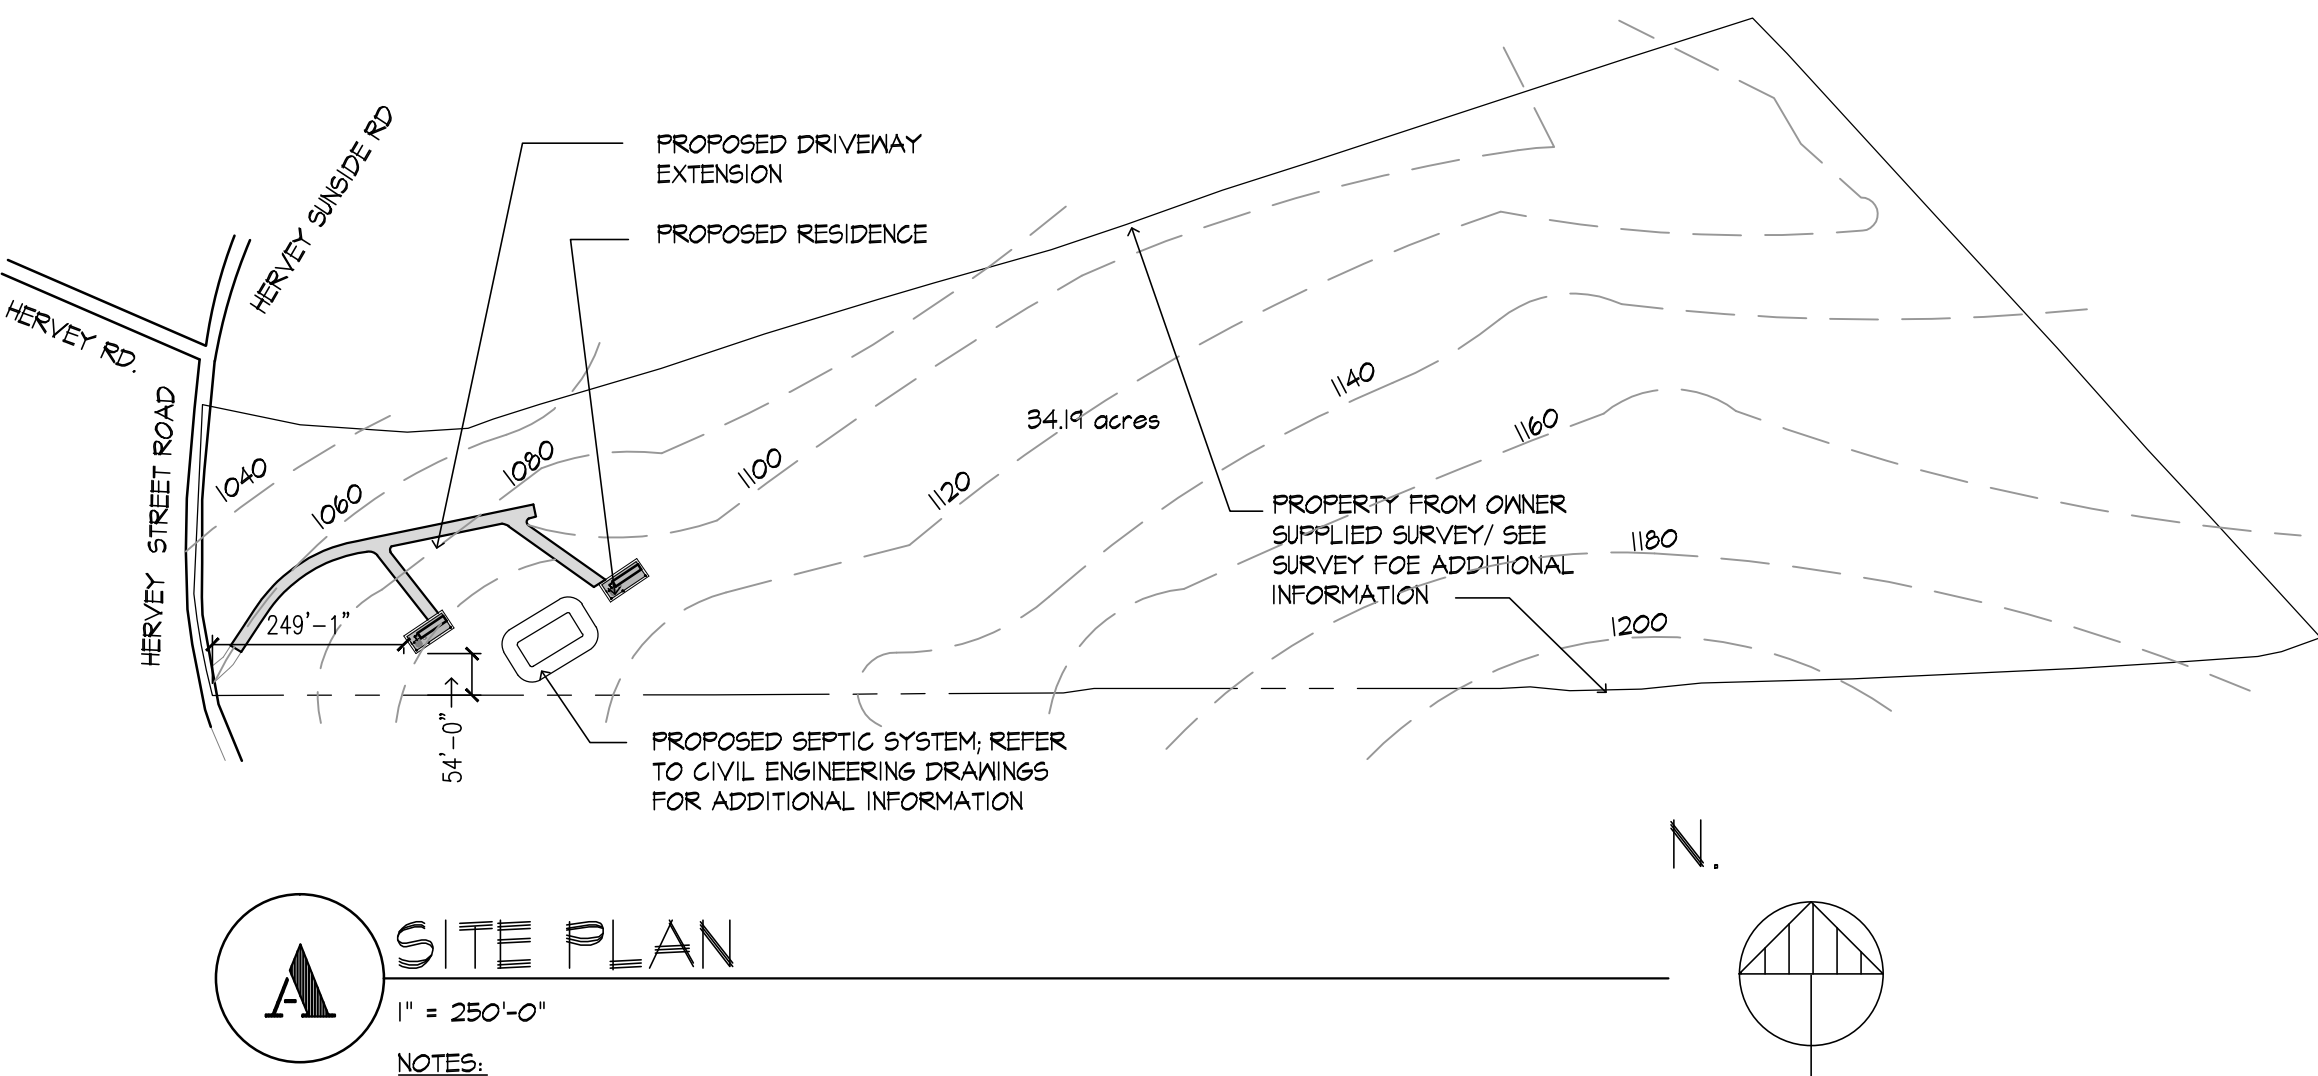 HERVEY SUNSIDE RD
HERVEY RD.
HERVEY STREET ROAD
PROPOSED DRIVEWAY
EXTENSION
PROPOSED RESIDENCE
1040
1060
1080
1100
1120
1140
1160
1180
1200
34.19 acres
PROPERTY FROM OWNER
SUPPLIED SURVEY/ SEE
SURVEY FOE ADDITIONAL
INFORMATION
249'-1"
54'-0"
PROPOSED SEPTIC SYSTEM; REFER
TO CIVIL ENGINEERING DRAWINGS
FOR ADDITIONAL INFORMATION
N.
A
SITE PLAN
1" = 250'-0"
NOTES: